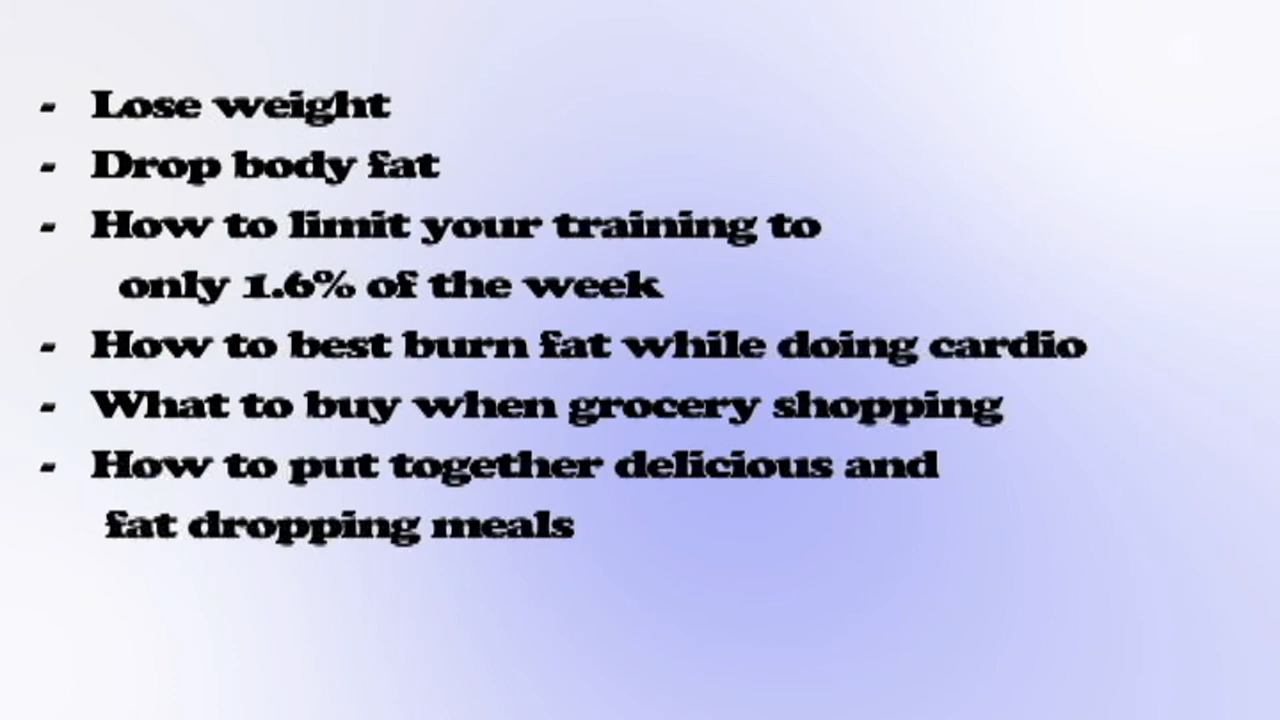 - Lose weight
- Drop body fat
- How to limit your training to
only 1.6% of the week
- How to best burn fat while doing cardio
- What to buy when grocery shopping
- How to put together delicious and
fat dropping meals